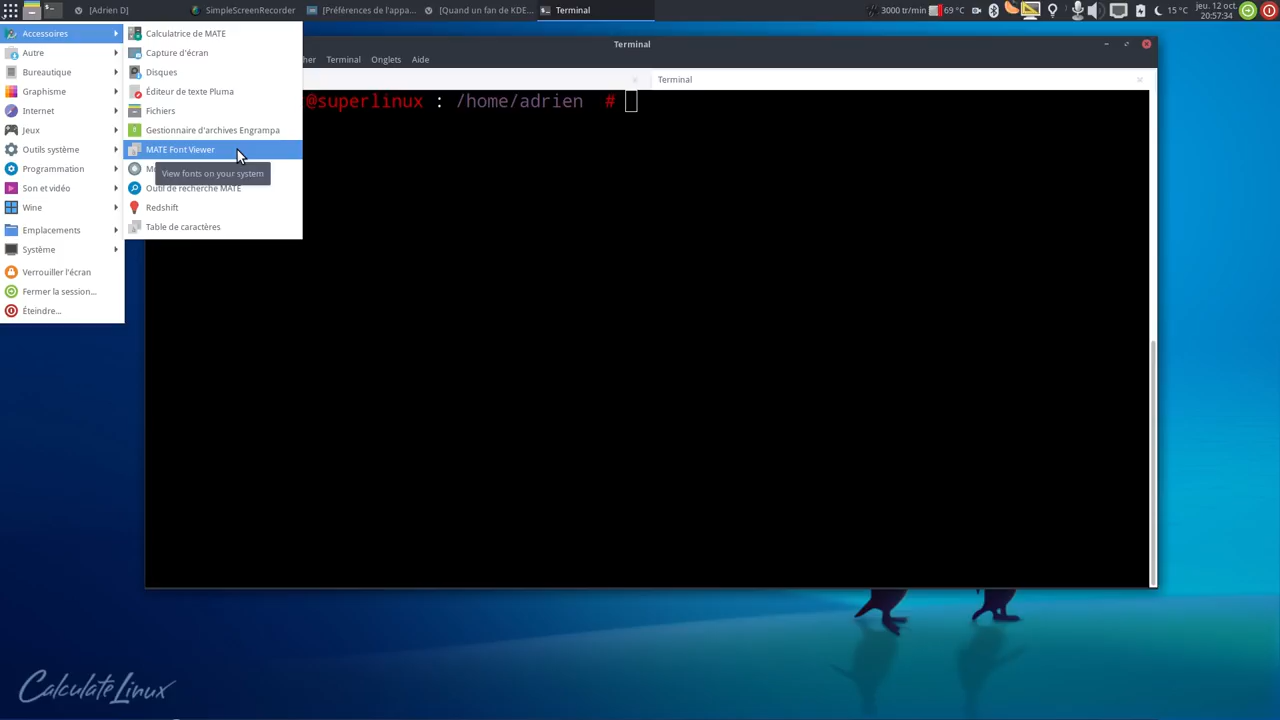 [Adrien D]
SimpleScreenRecorder
[Préférences de l'appa...
[Quand un fan de KDE...
Terminal
3000 tr/min
69 °C
15 °C
jeu. 12 oct.
20:57:34
Accessoires
Autre
Bureautique
Graphisme
Internet
Jeux
Outils système
Programmation
Son et vidéo
Wine
Emplacements
Système
Verrouiller l'écran
Fermer la session...
Éteindre...
Calculatrice de MATE
Capture d'écran
Disques
Éditeur de texte Pluma
Fichiers
Gestionnaire d'archives Engrampa
MATE Font Viewer
View fonts on your system
Outil de recherche MATE
Redshift
Table de caractères
Terminal
Terminal
Onglets
Aide
Terminal
@superlinux : /home/adrien #
Calculate Linux